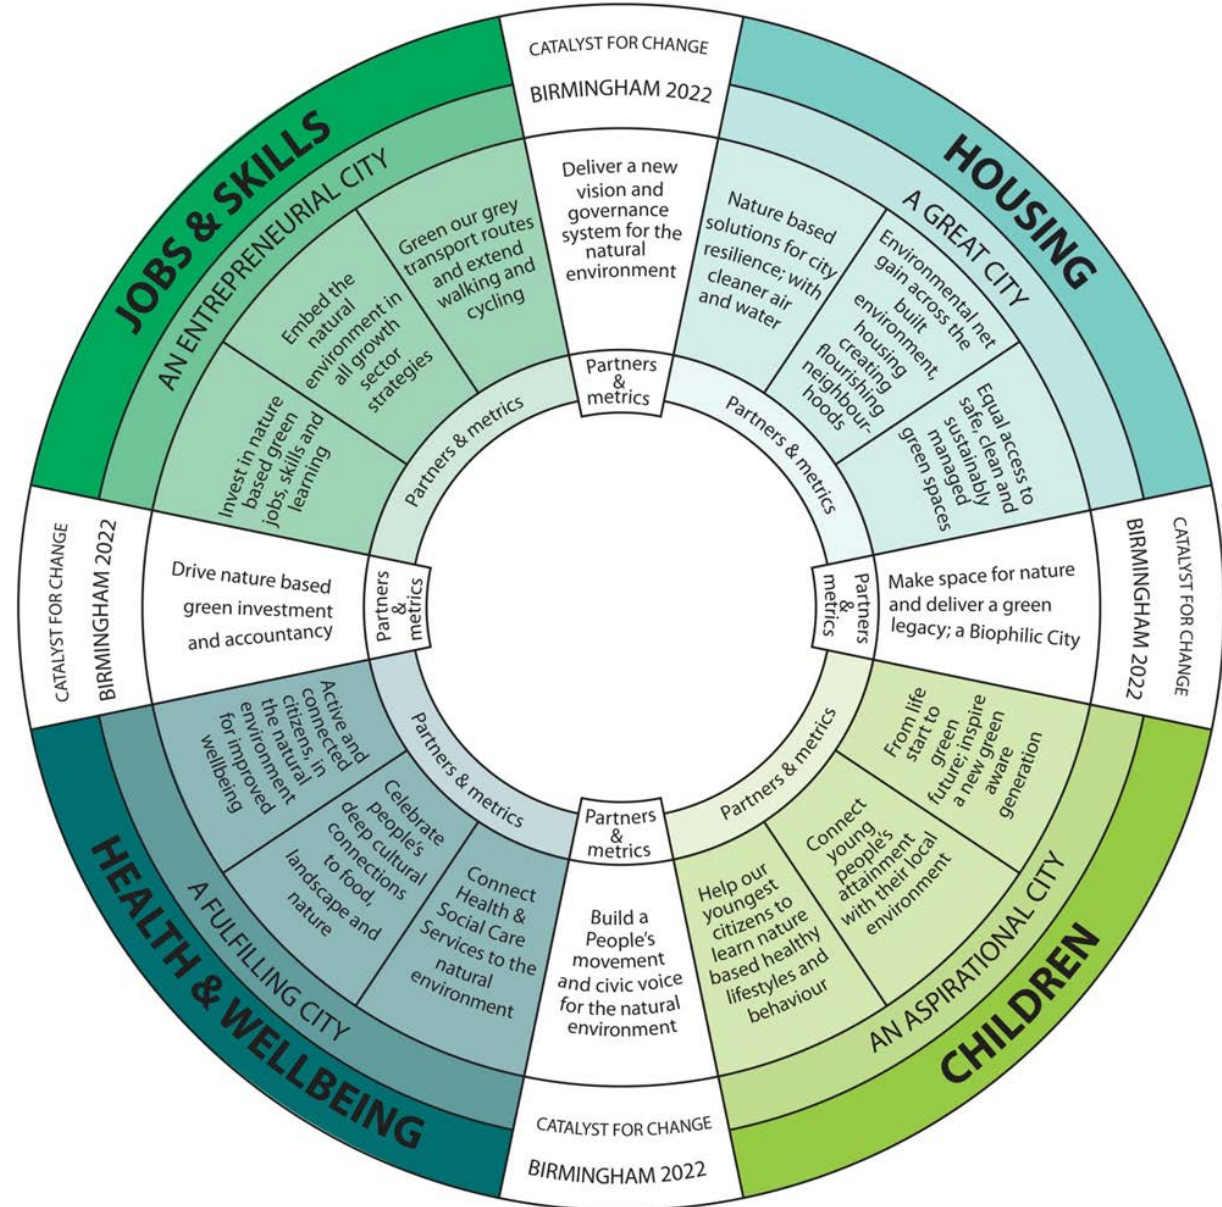 CATALYST FOR CHANGE
BIRMINGHAM 2022
Deliver a new
vision and
governance
system for the
natural
environment
Partners
&
metrics
HOUSING
A GREAT CITY
Nature based
solutions for city
resilience; with
cleaner air
and water
Environmental net
gain across the
built
environment,
housing
creating
flourishing
neighbour-
hoods
Equal access to
safe, clean and
sustainably
managed
green spaces
Partners & metrics
CATALYST FOR CHANGE
BIRMINGHAM 2022
Make space for nature
and deliver a green
legacy; a Biophilic City
Partners
&
metrics
CHILDREN
AN ASPIRATIONAL CITY
From life
start to
green
future; inspire
a new green
aware
generation
Connect
young
people's
attainment
with their local
environment
Help our
youngest
citizens to
learn nature
based healthy
lifestyles and
behaviour
Partners & metrics
CATALYST FOR CHANGE
BIRMINGHAM 2022
Build a
People's
movement
and civic voice
for the natural
environment
Partners
&
metrics
HEALTH & WELLBEING
A FULFILLING CITY
Connect
Health &
Social Care
Services to the
natural
environment
Celebrate
people's
deep cultural
connections
to food,
landscape and
nature
Active and
connected
citizens, in
the natural
environment
for improved
wellbeing
Partners & metrics
CATALYST FOR CHANGE
BIRMINGHAM 2022
Drive nature based
green investment
and accountancy
Partners
&
metrics
JOBS & SKILLS
AN ENTREPRENEURIAL CITY
Invest in nature
based green
jobs, skills and
learning
Embed the
natural
environment in
all growth
sector
strategies
Green our grey
transport routes
and extend
walking and
cycling
Partners & metrics